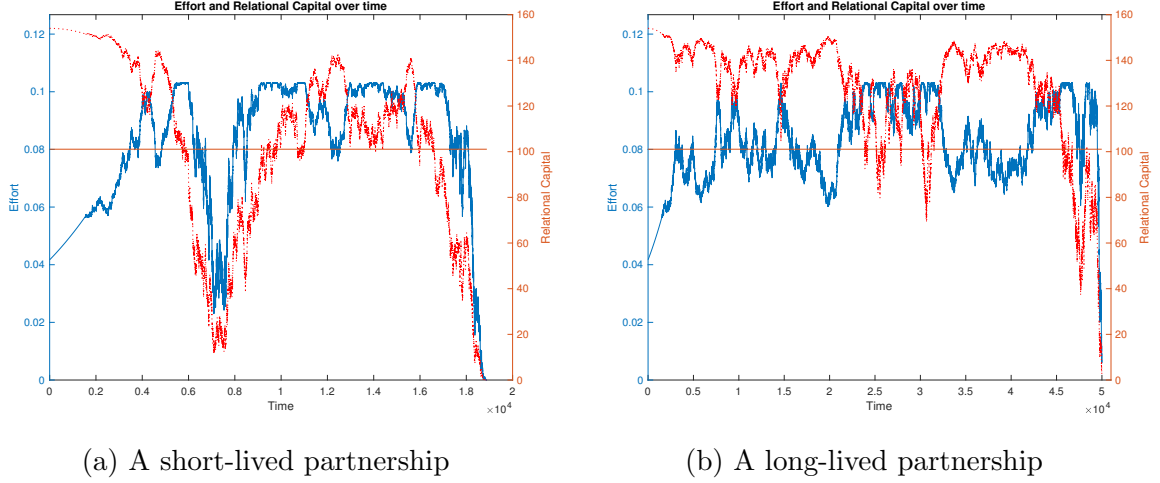 Effort and Relational Capital over time
0.12
0.1
0.08
0.06
0.04
0.02
0
Effort
160
140
120
100
80
60
40
20
0
Relational Capital
0 0.2 0.4 0.6 0.8 1 1.2 1.4 1.6 1.8 2
Time
×10⁴
(a) A short-lived partnership
Effort and Relational Capital over time
0.12
0.1
0.08
0.06
0.04
0.02
0
Effort
160
140
120
100
80
60
40
20
0
Relational Capital
0 0.5 1 1.5 2 2.5 3 3.5 4 4.5 5
Time
×10⁴
(b) A long-lived partnership